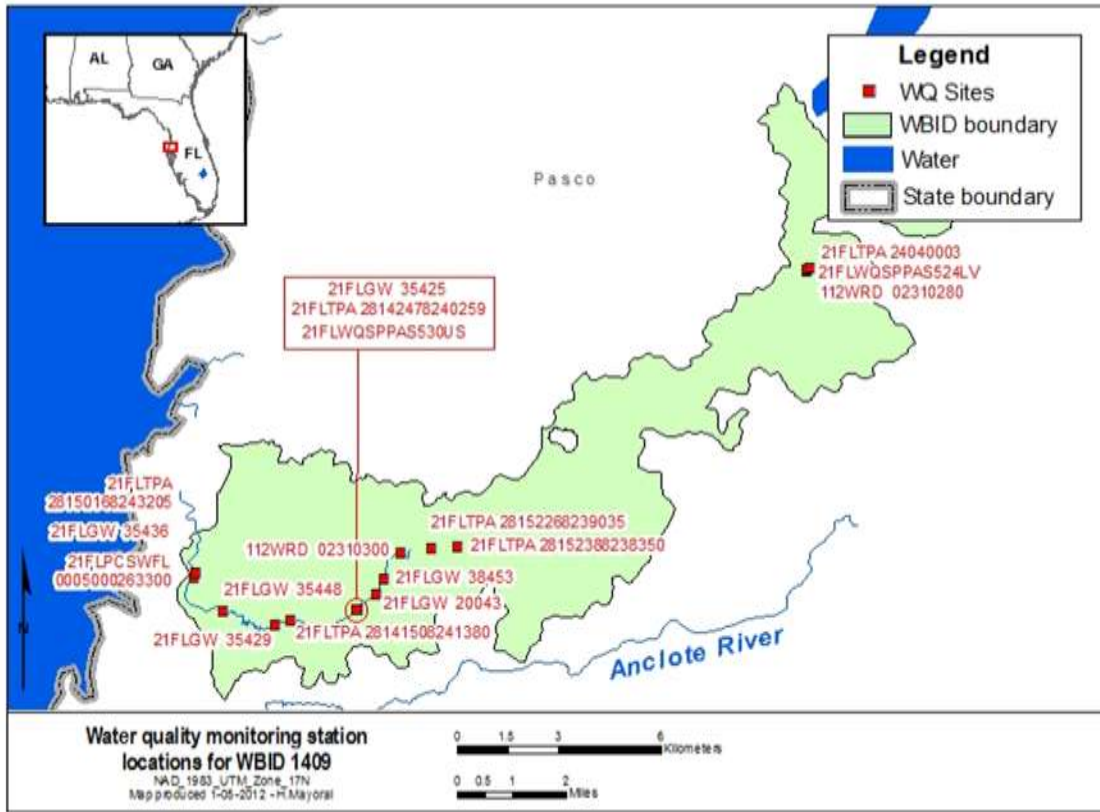 AL
GA
FL
Legend
WQ Sites
WBID boundary
Water
State boundary
Pasco
21FLTPA 24040003
21FLWQSPPAS524LV
112WRD 02310280
21FLGW 35425
21FLTPA 28142478240259
21FLWQSPPAS530US
21FLTPA
28150168243205
21FLGW 35436
21FLPCSWFL
0005000263300
21FLTPA 28152268239035
112WRD 02310300
21FLTPA 28152388238350
21FLGW 38453
21FLGW 35448
21FLGW 20043
21FLGW 35429
21FLTPA 28141508241380
Anclote River
N
Water quality monitoring station
locations for WBID 1409
NAD_1983_UTM_Zone_17N
Map produced 1-05-2012 - H.Mayoral
0 1.5 3 6
Kilometers
0 0.5 1 2
Miles